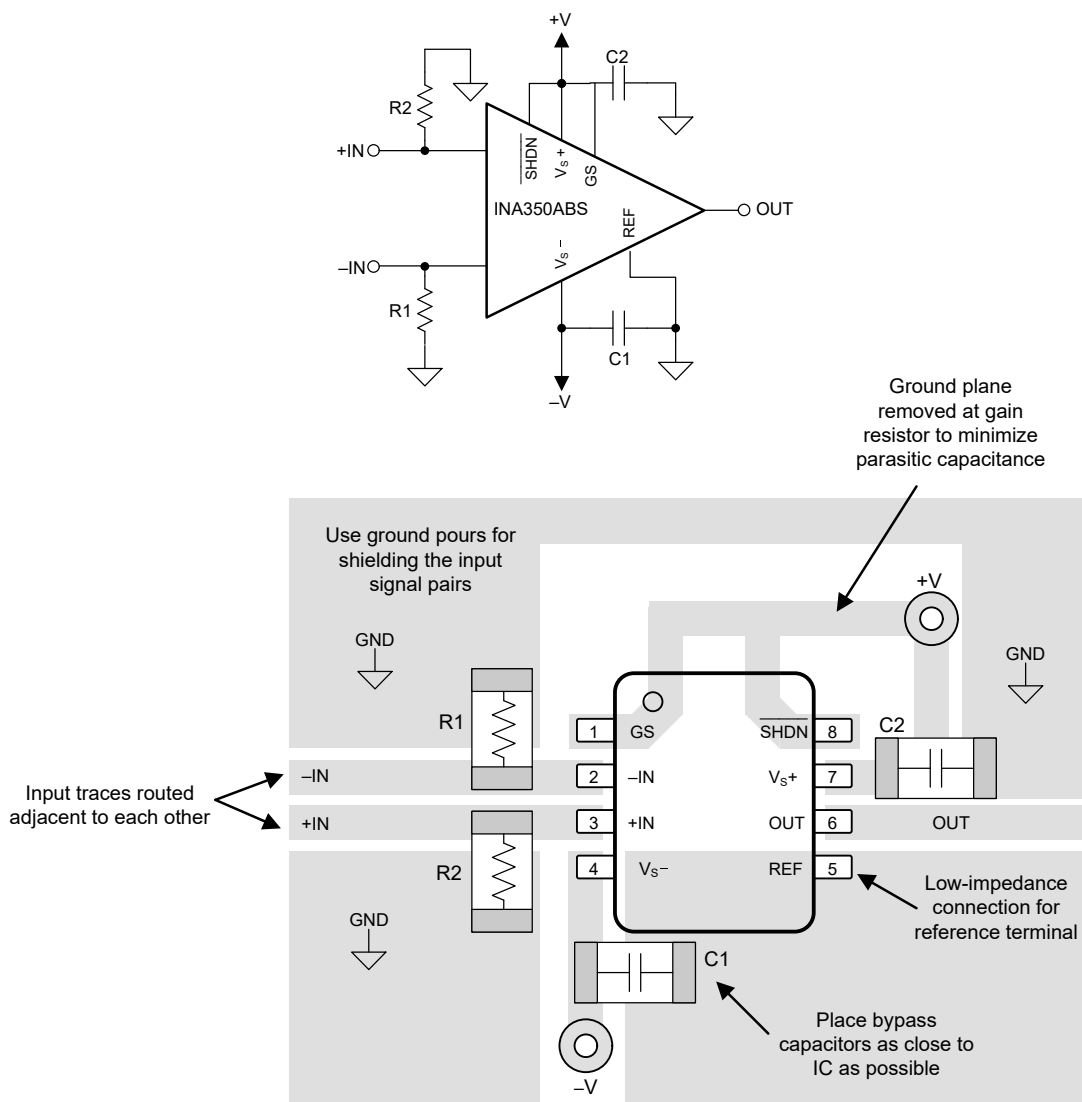 +V
C2
R2
+IN
SHDN
VS+
GS
INA350ABS
REF
OUT
–IN
VS–
R1
C1
–V
Ground plane
removed at gain
resistor to minimize
parasitic capacitance
Use ground pours for
shielding the input
signal pairs
+V
GND
GND
R1
C2
1
GS
SHDN
8
–IN
2
–IN
VS+
7
Input traces routed
adjacent to each other
+IN
3
+IN
OUT
6
OUT
R2
4
VS–
REF
5
Low-impedance
connection for
reference terminal
GND
C1
Place bypass
capacitors as close to
IC as possible
–V